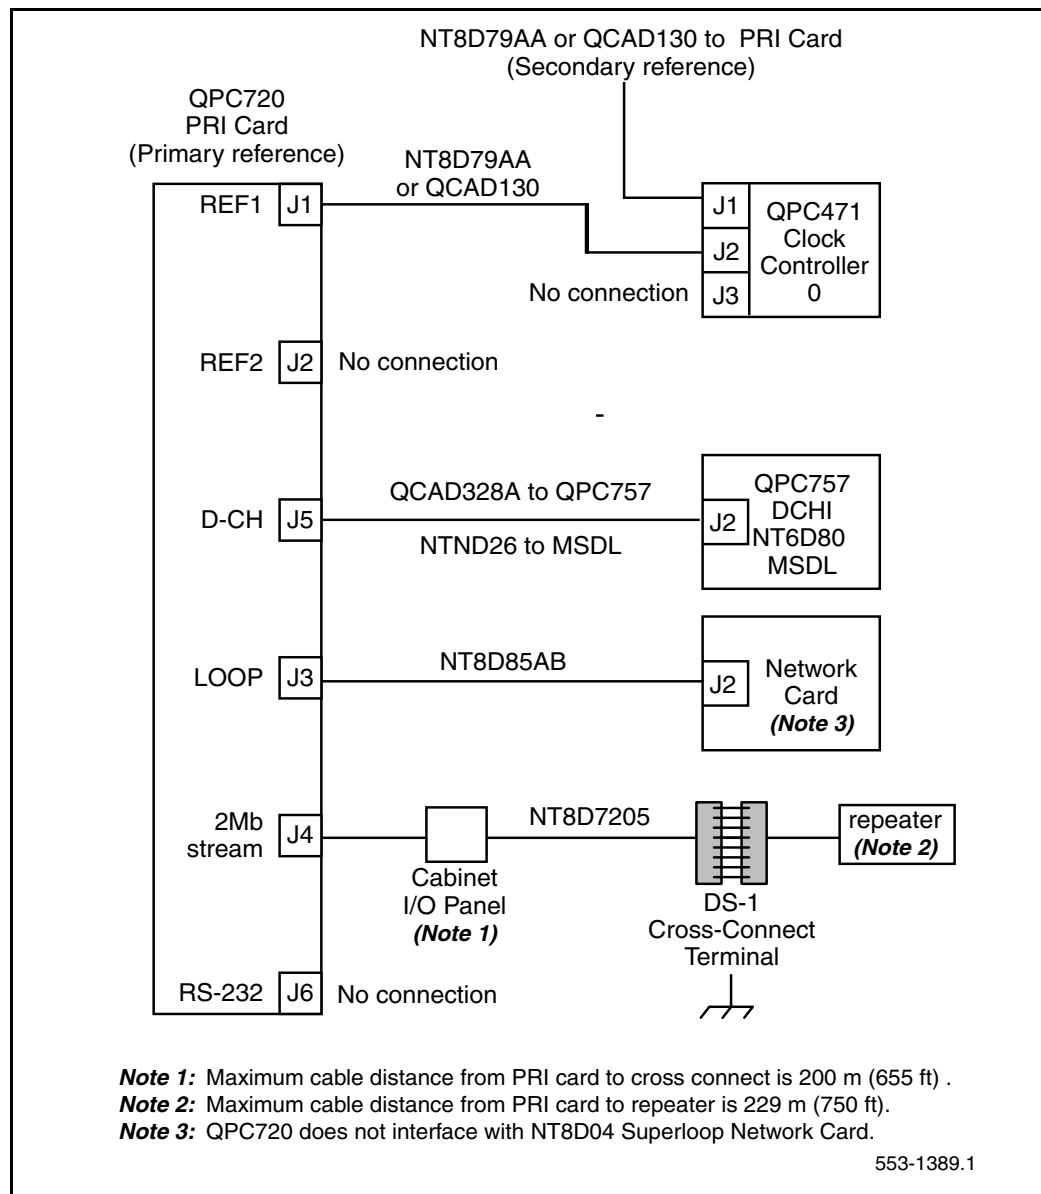 NT8D79AA or QCAD130 to PRI Card
(Secondary reference)
QPC720
PRI Card
(Primary reference)
NT8D79AA
or QCAD130
REF1 J1
J1
J2
J3
QPC471
Clock
Controller
0
No connection
REF2 J2 No connection
-
D-CH J5
QCAD328A to QPC757
NTND26 to MSDL
J2
QPC757
DCHI
NT6D80
MSDL
LOOP J3
NT8D85AB
J2
Network
Card
(Note 3)
2Mb
stream
J4
Cabinet
I/O Panel
(Note 1)
NT8D7205
DS-1
Cross-Connect
Terminal
repeater
(Note 2)
RS-232 J6 No connection
Note 1: Maximum cable distance from PRI card to cross connect is 200 m (655 ft) .
Note 2: Maximum cable distance from PRI card to repeater is 229 m (750 ft).
Note 3: QPC720 does not interface with NT8D04 Superloop Network Card.
553-1389.1